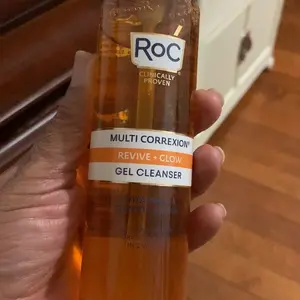 RoC
CLINICALLY
PROVEN
MULTI CORREXION®
REVIVE + GLOW
GEL CLEANSER